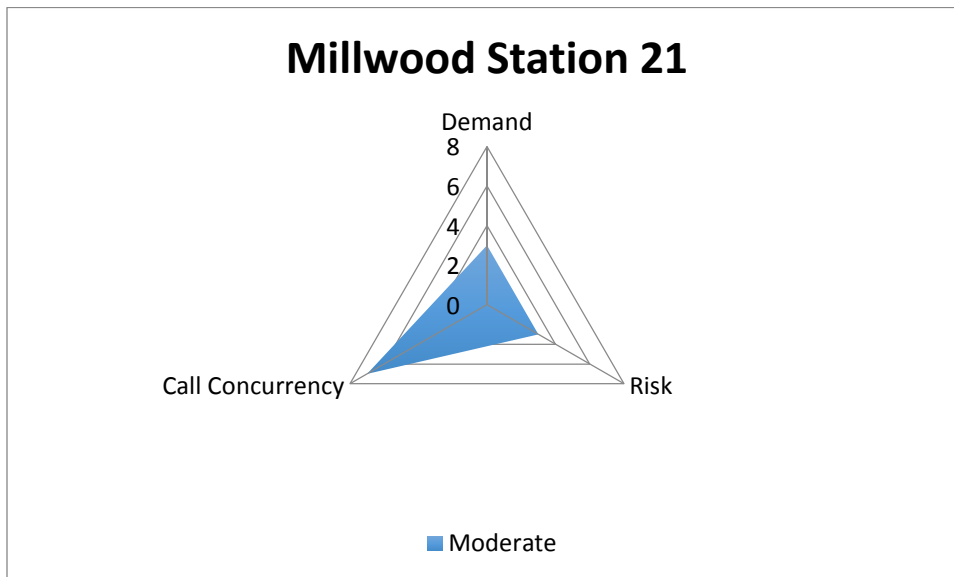 Millwood Station 21
Demand
8
6
4
2
0
Call Concurrency
Risk
Moderate